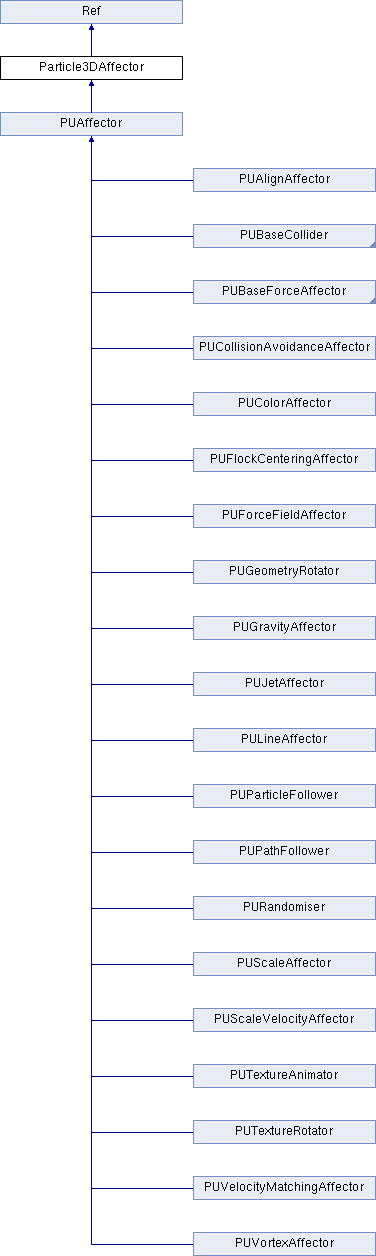 Ref
Particle3DAffector
PUAffector
PUAlignAffector
PUBaseCollider
PUBaseForceAffector
PUCollisionAvoidanceAffector
PUColorAffector
PUFlockCenteringAffector
PUForceFieldAffector
PUGeometryRotator
PUGravityAffector
PUJetAffector
PULineAffector
PUParticleFollower
PUPathFollower
PURandomiser
PUScaleAffector
PUScaleVelocityAffector
PUTextureAnimator
PUTextureRotator
PUVelocityMatchingAffector
PUVortexAffector